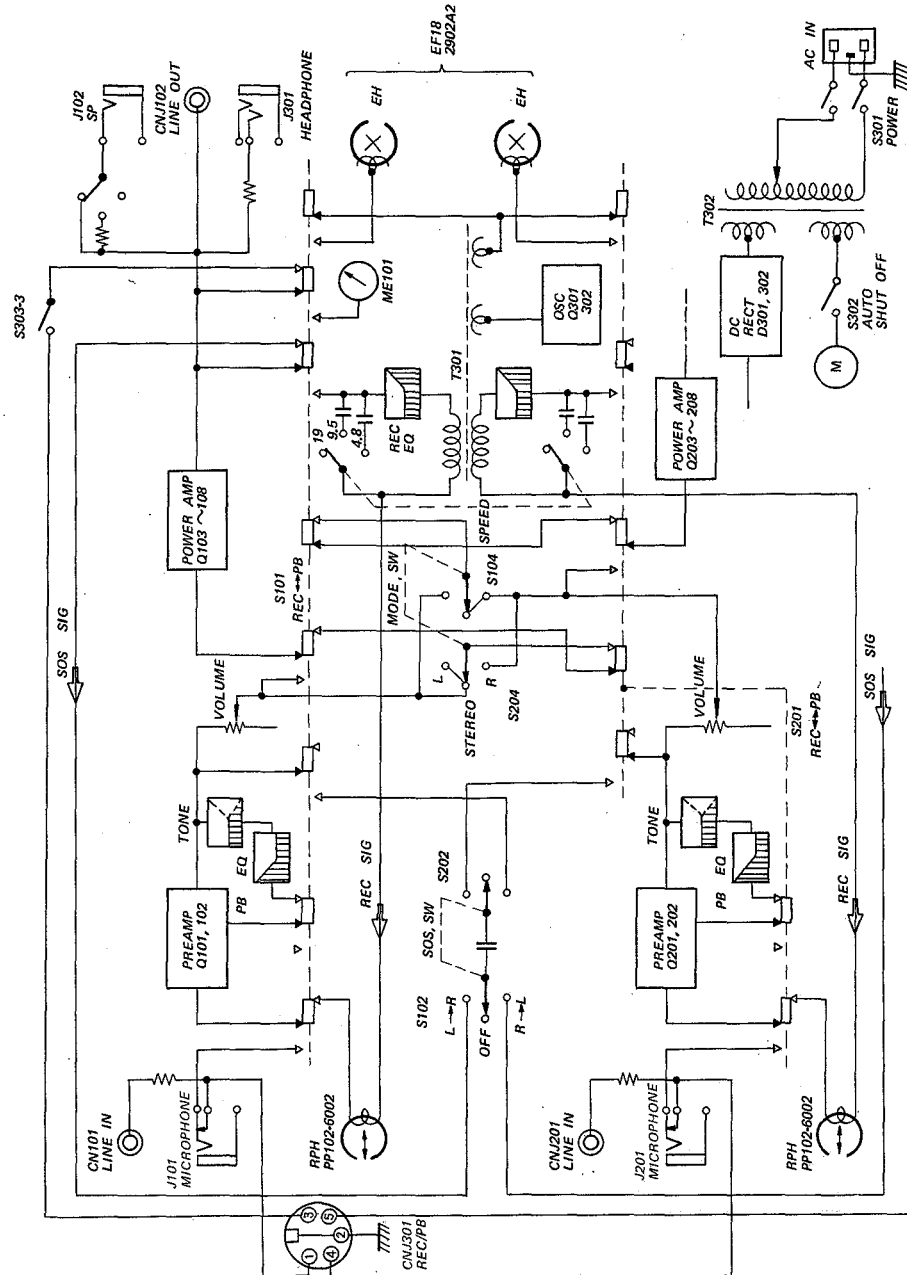 CN101
LINE IN
J101
MICROPHONE
CNJ301
REC/PB
1
2
3
4
5
RPH
PP102-6002
PREAMP
Q101, 102
PB
EQ
TONE
VOLUME
S101
REC↔PB
POWER AMP
Q103 ~ 108
SOS SIG
S303-3
J102
SP
CNJ102
LINE OUT
J301
HEADPHONE
REC SIG
19
9.5
4.8
REC
EQ
ME101
EH
EF18
2902A2
EH
T301
OSC
Q301
302
SPEED
MODE, SW
S104
L
R
STEREO
S204
S102
L→R
OFF
R→L
SOS, SW
S202
CNJ201
LINE IN
J201
MICROPHONE
RPH
PP102-6002
PREAMP
Q201, 202
PB
EQ
TONE
VOLUME
S201
REC↔PB
REC SIG
SOS SIG
POWER AMP
Q203 ~ 208
DC
RECT
D301, 302
M
S302
AUTO
SHUT OFF
T302
S301
POWER
AC IN